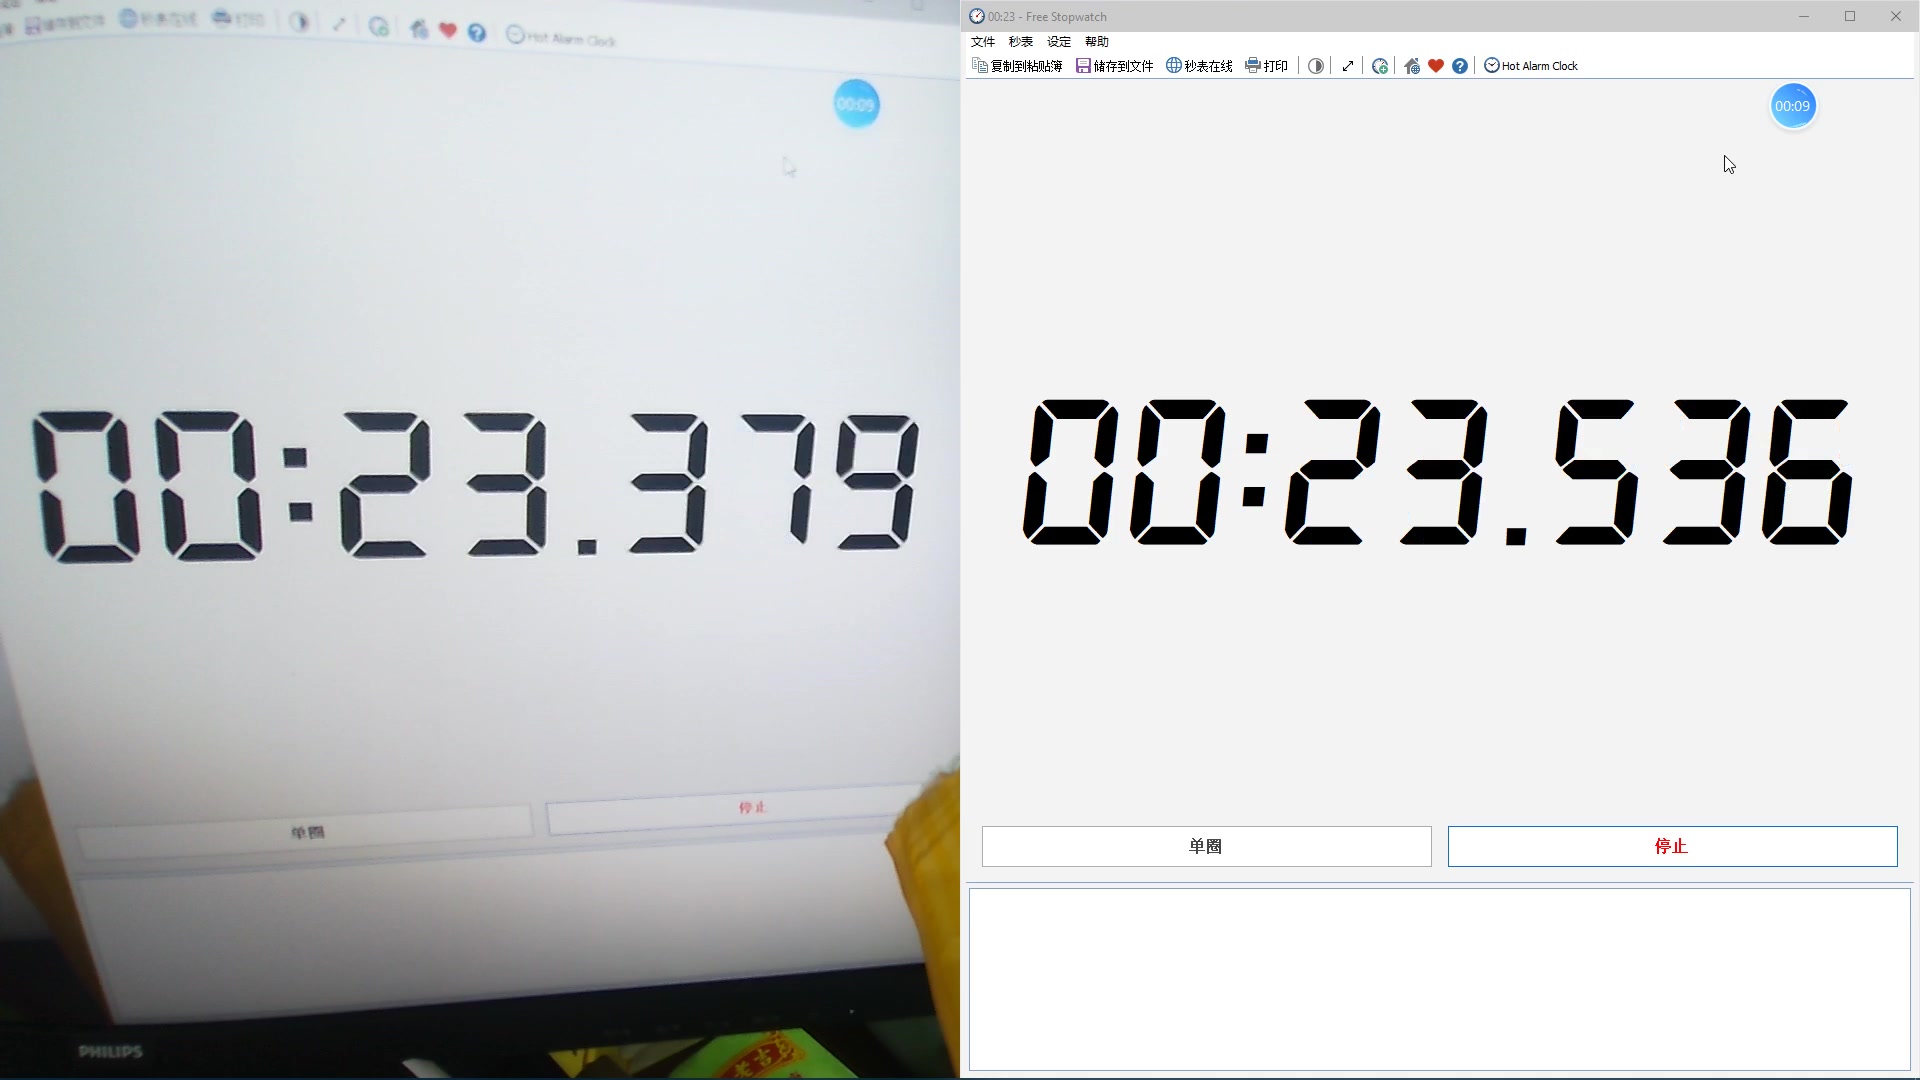 储存到文件 秒表在线 打印 Hot Alarm Clock
00:09
00:23.379
单圈 停止
PHILIPS
00:23 - Free Stopwatch
文件 秒表 设定 帮助
复制到粘贴簿 储存到文件 秒表在线 打印 Hot Alarm Clock
00:09
00:23.536
单圈 停止